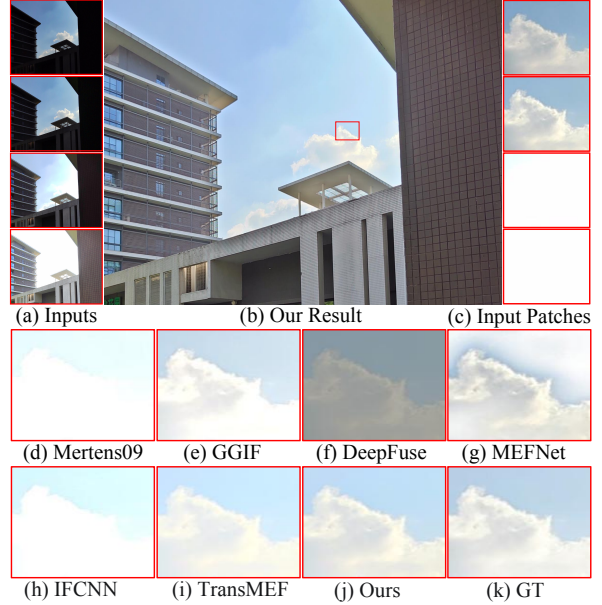 (a) Inputs (b) Our Result (c) Input Patches
(d) Mertens09 (e) GGIF (f) DeepFuse (g) MEFNet
(h) IFCNN (i) TransMEF (j) Ours (k) GT